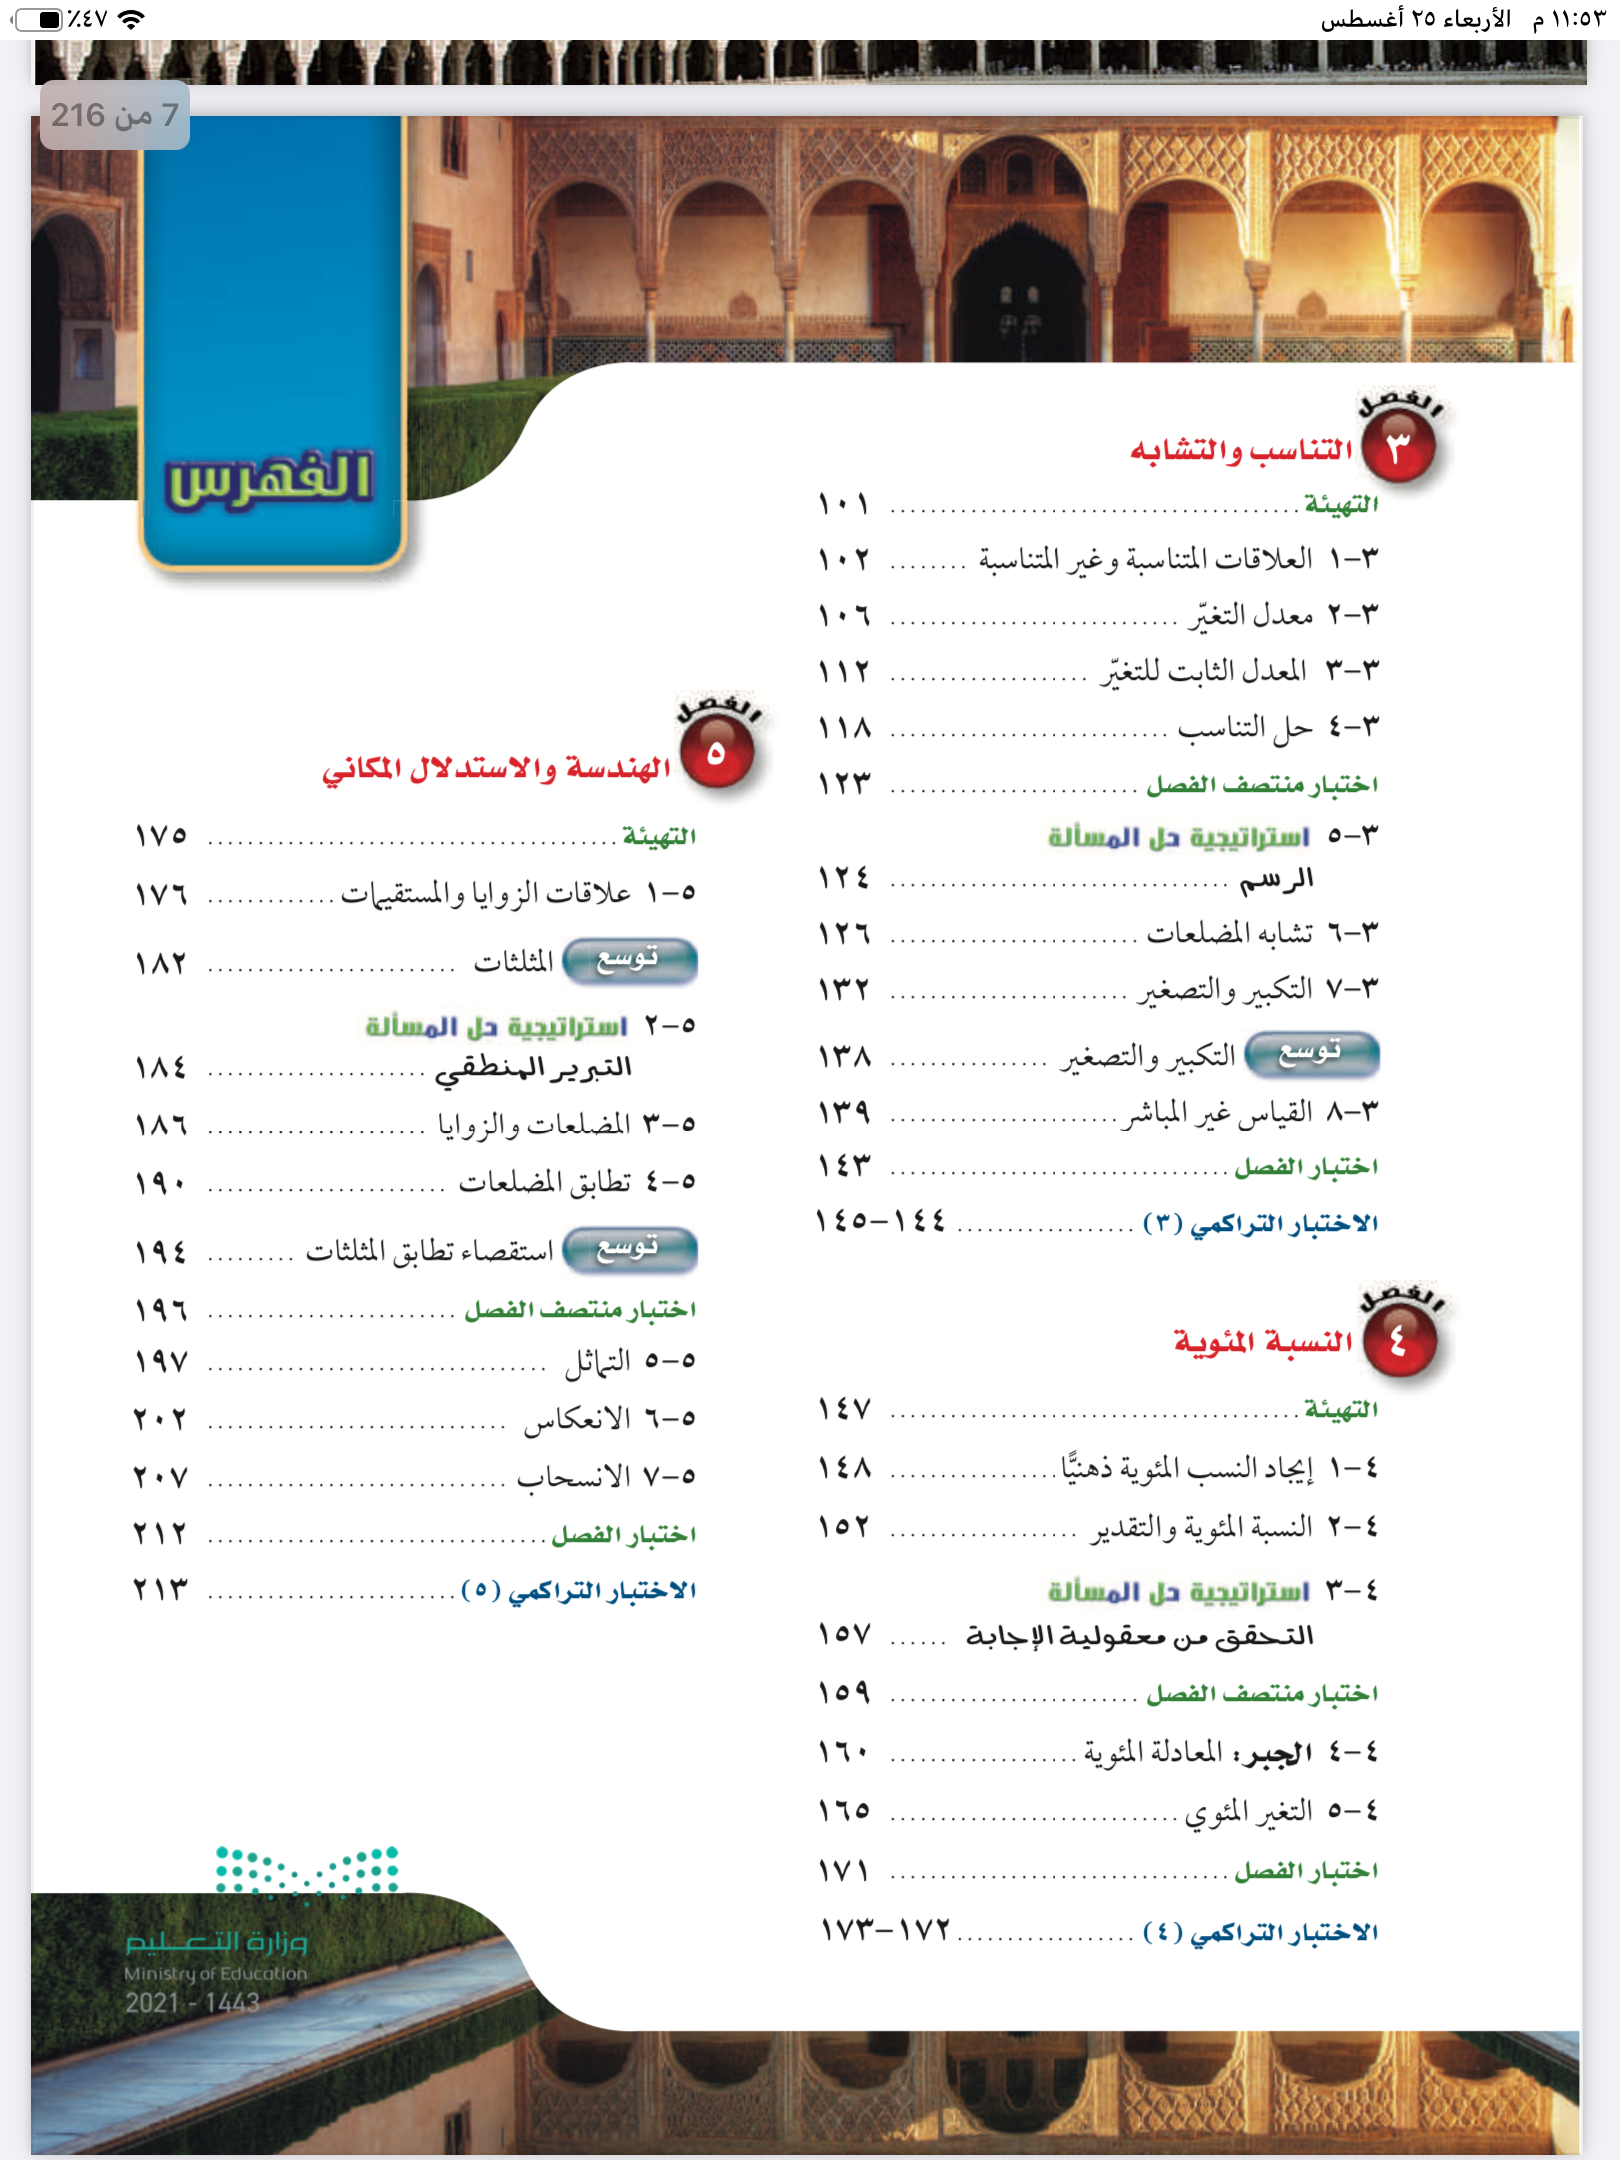 ١١:٥٣ م الأربعاء ٢٥ أغسطس
٪٤٧
7 من 216
الفهرس
الفصل ٣
التناسب والتشابه
التهيئة ........ ١٠١
٣-١ العلاقات المتناسبة وغير المتناسبة ........ ١٠٢
٣-٢ معدل التغيّر ........ ١٠٦
٣-٣ المعدل الثابت للتغيّر ........ ١١٢
٣-٤ حل التناسب ........ ١١٨
اختبار منتصف الفصل ........ ١٢٣
٣-٥ استراتيجية حل المسألة
الرسم ........ ١٢٤
٣-٦ تشابه المضلعات ........ ١٢٦
٣-٧ التكبير والتصغير ........ ١٣٢
توسع التكبير والتصغير ........ ١٣٨
٣-٨ القياس غير المباشر ........ ١٣٩
اختبار الفصل ........ ١٤٣
الاختبار التراكمي (٣) ........ ١٤٤-١٤٥
الفصل ٤
النسبة المئوية
التهيئة ........ ١٤٧
٤-١ إيجاد النسب المئوية ذهنيًّا ........ ١٤٨
٤-٢ النسبة المئوية والتقدير ........ ١٥٢
٤-٣ استراتيجية حل المسألة
التحقق من معقولية الإجابة ...... ١٥٧
اختبار منتصف الفصل ........ ١٥٩
٤-٤ الجبر: المعادلة المئوية ........ ١٦٠
٤-٥ التغير المئوي ........ ١٦٥
اختبار الفصل ........ ١٧١
الاختبار التراكمي (٤) ........ ١٧٢-١٧٣
الفصل ٥
الهندسة والاستدلال المكاني
التهيئة ........ ١٧٥
٥-١ علاقات الزوايا والمستقيمات ........ ١٧٦
توسع المثلثات ........ ١٨٢
٥-٢ استراتيجية حل المسألة
التبرير المنطقي ........ ١٨٤
٥-٣ المضلعات والزوايا ........ ١٨٦
٥-٤ تطابق المضلعات ........ ١٩٠
توسع استقصاء تطابق المثلثات ........ ١٩٤
اختبار منتصف الفصل ........ ١٩٦
٥-٥ التماثل ........ ١٩٧
٥-٦ الانعكاس ........ ٢٠٢
٥-٧ الانسحاب ........ ٢٠٧
اختبار الفصل ........ ٢١٢
الاختبار التراكمي (٥) ........ ٢١٣
وزارة التعليم
Ministry of Education
2021 - 1443